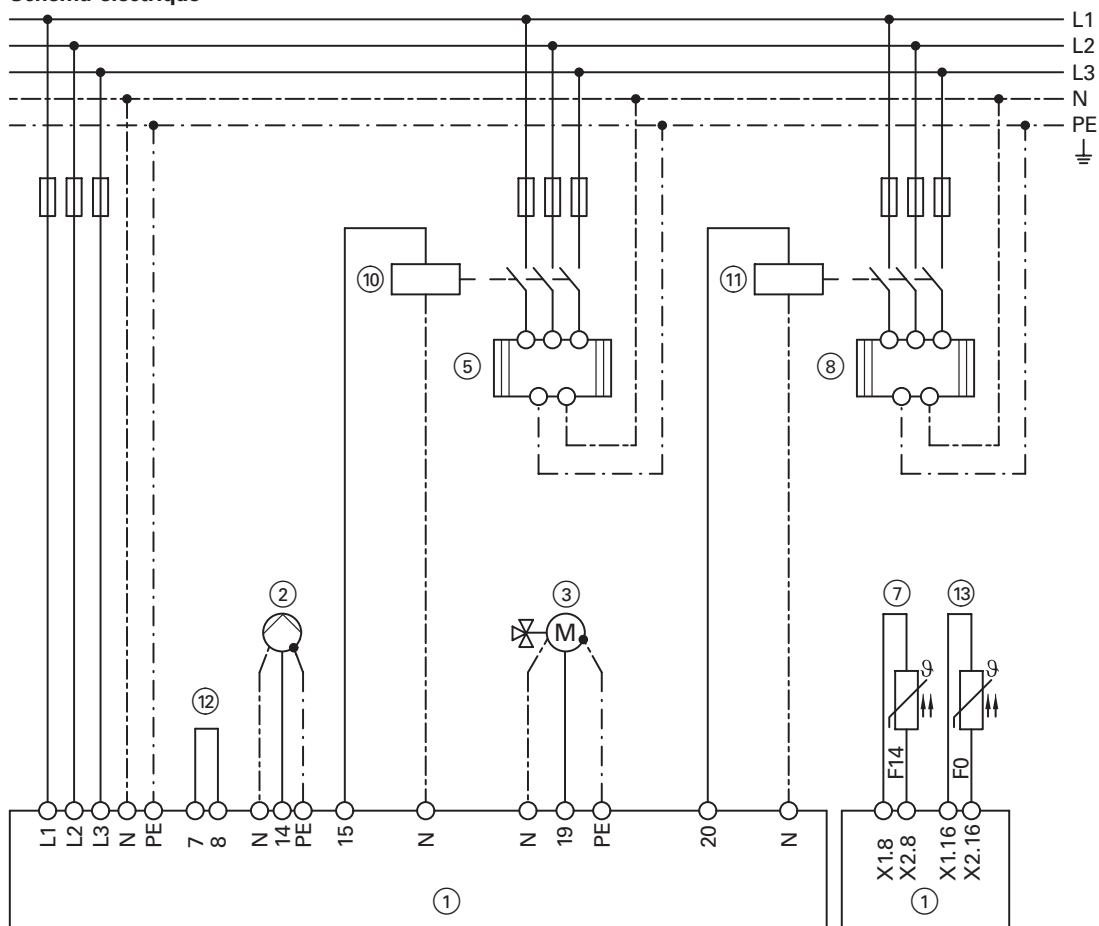 Schéma électrique
L1
L2
L3
N
PE
10
11
5
8
2
3
7
13
M
ϑ
ϑ
12
F14
F0
L1
L2
L3
N
PE
7
8
N
14
PE
15
N
N
19
PE
20
N
X1.8
X2.8
X1.16
X2.16
1
1